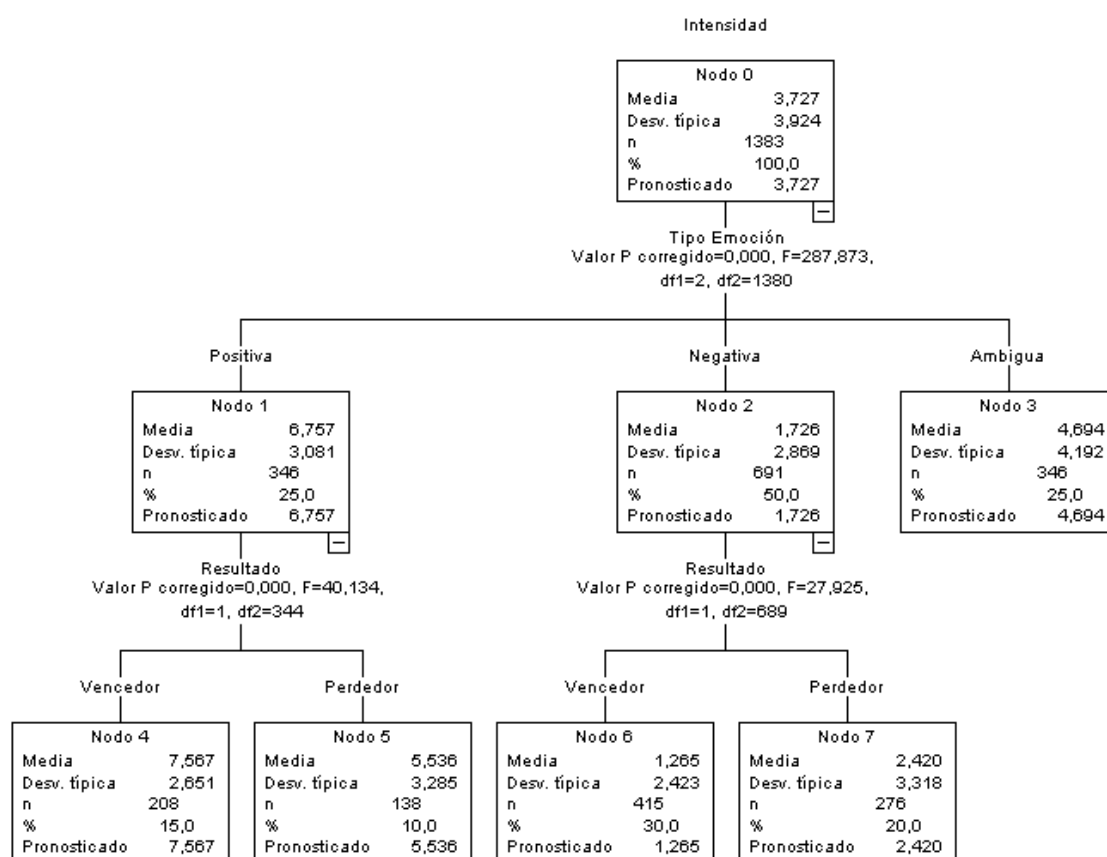 Intensidad
Nodo 0
Media 3,727
Desv. típica 3,924
n 1383
% 100,0
Pronosticado 3,727
Tipo Emoción
Valor P corregido=0,000, F=287,873,
df1=2, df2=1380
Positiva
Negativa
Ambigua
Nodo 1
Media 6,757
Desv. típica 3,081
n 346
% 25,0
Pronosticado 6,757
Nodo 2
Media 1,726
Desv. típica 2,869
n 691
% 50,0
Pronosticado 1,726
Nodo 3
Media 4,694
Desv. típica 4,192
n 346
% 25,0
Pronosticado 4,694
Resultado
Valor P corregido=0,000, F=40,134,
df1=1, df2=344
Resultado
Valor P corregido=0,000, F=27,925,
df1=1, df2=689
Vencedor
Perdedor
Vencedor
Perdedor
Nodo 4
Media 7,567
Desv. típica 2,651
n 208
% 15,0
Pronosticado 7,567
Nodo 5
Media 5,536
Desv. típica 3,285
n 138
% 10,0
Pronosticado 5,536
Nodo 6
Media 1,265
Desv. típica 2,423
n 415
% 30,0
Pronosticado 1,265
Nodo 7
Media 2,420
Desv. típica 3,318
n 276
% 20,0
Pronosticado 2,420